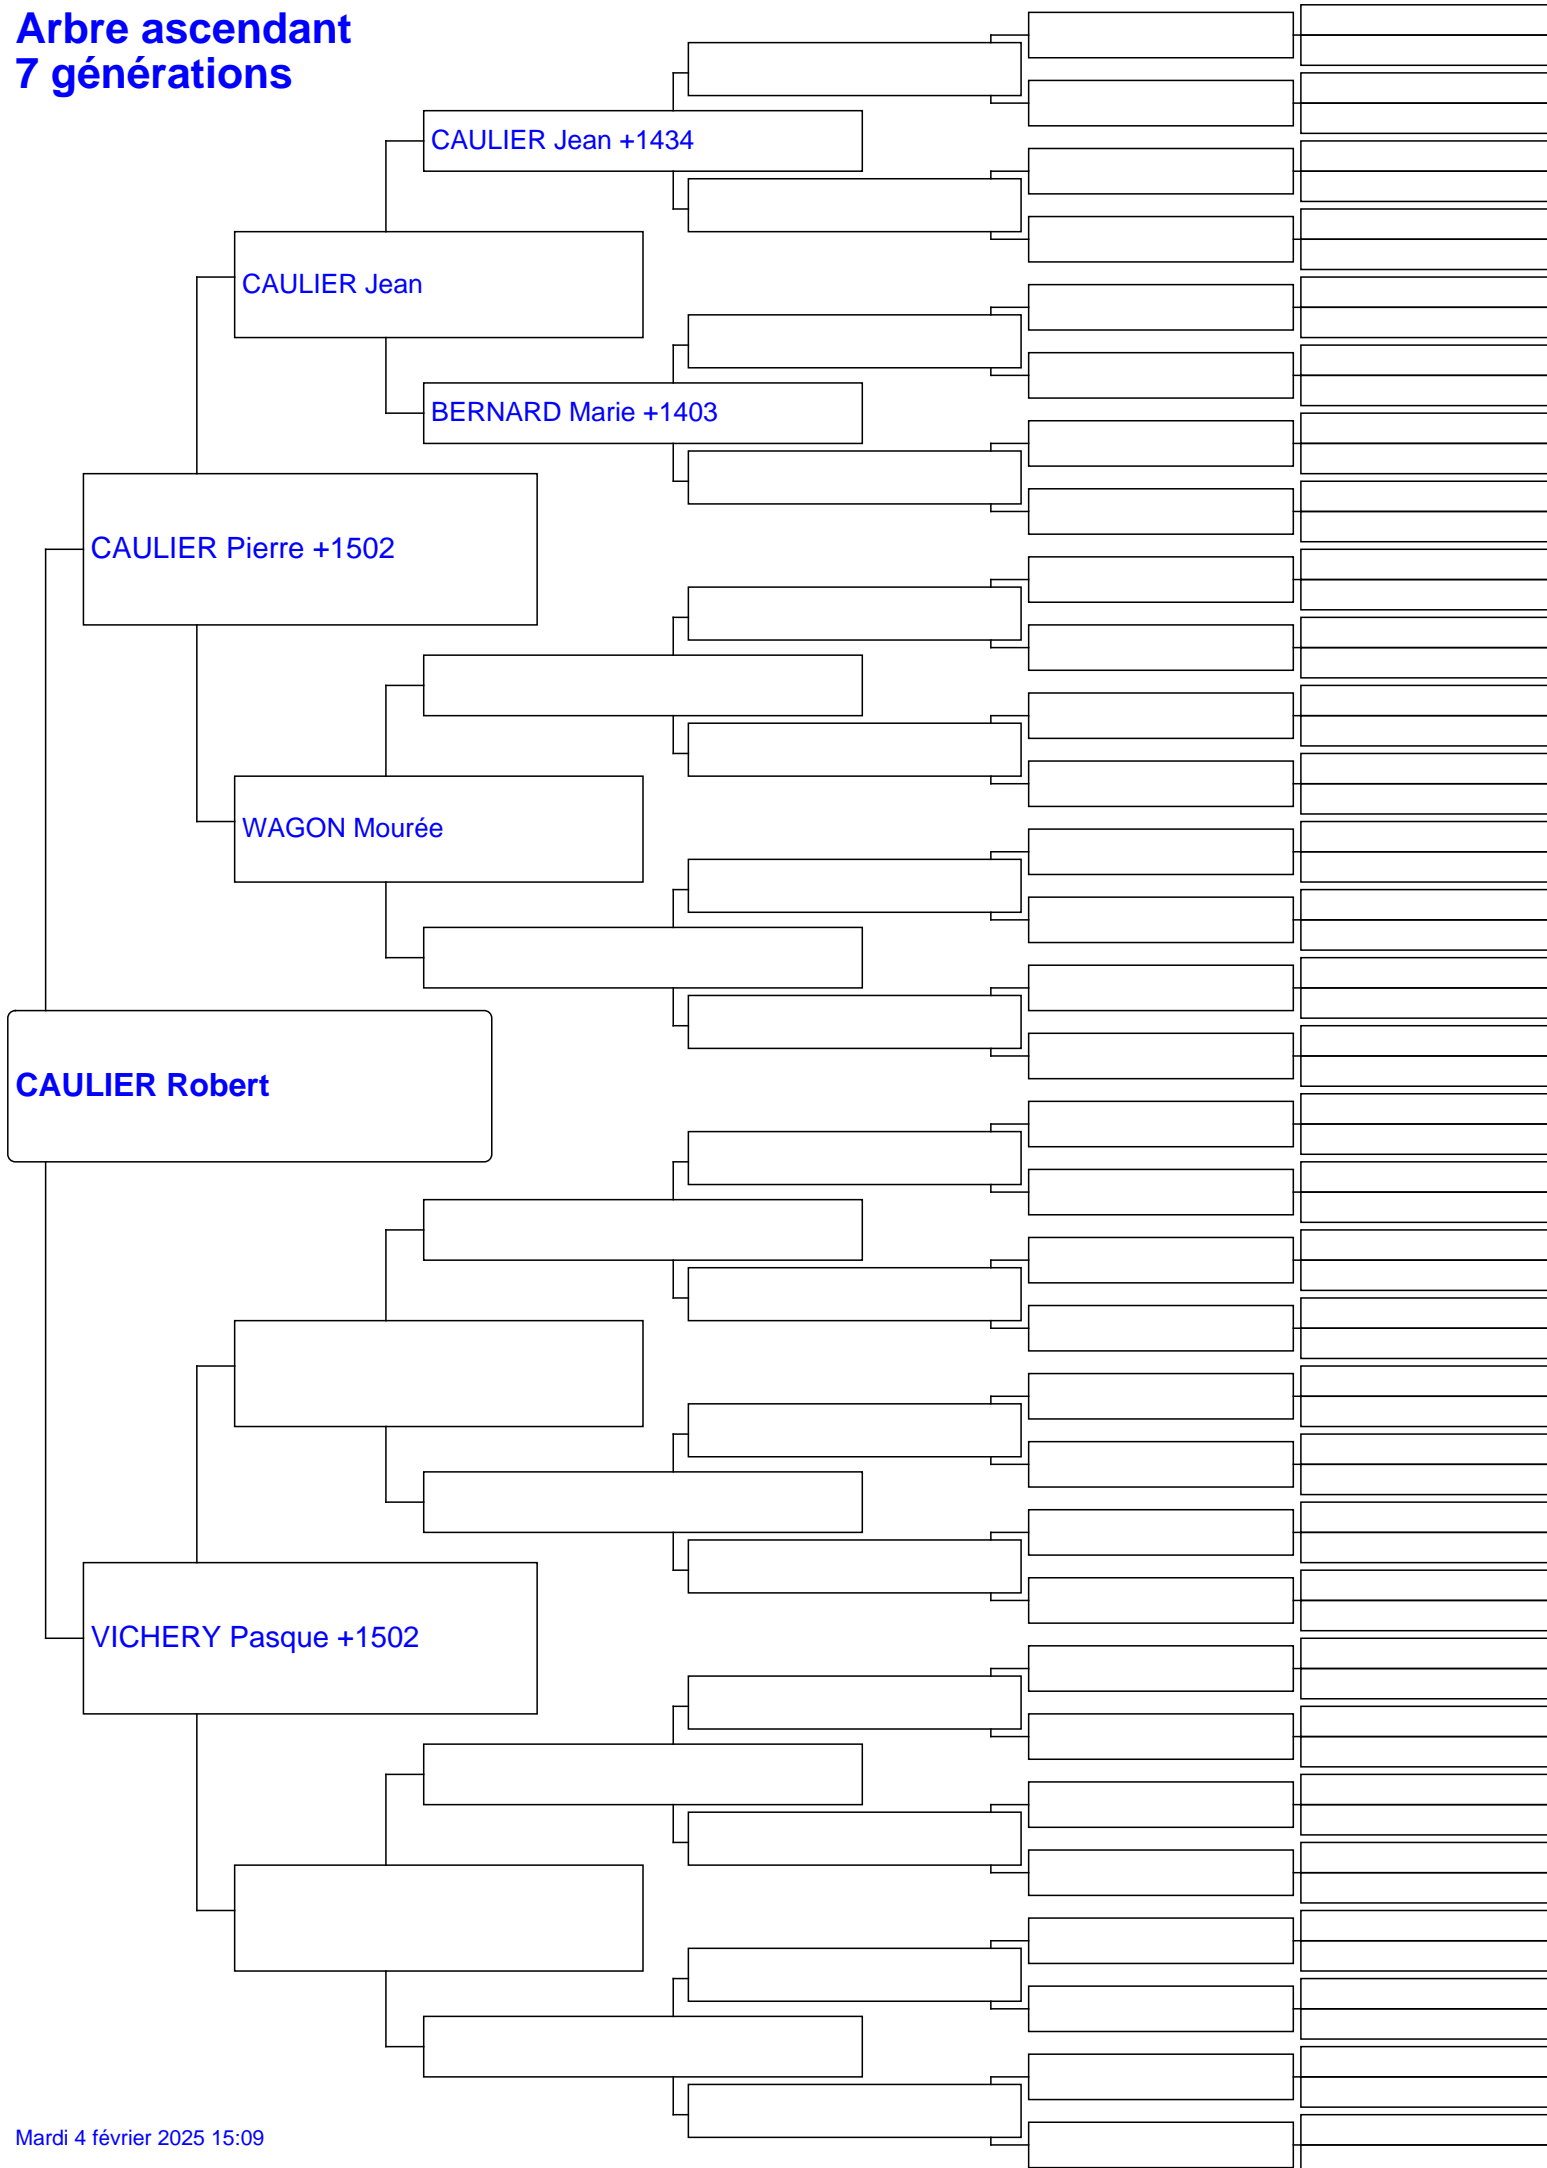 Arbre ascendant
7 générations
CAULIER Jean +1434
CAULIER Jean
BERNARD Marie +1403
CAULIER Pierre +1502
WAGON Mourée
CAULIER Robert
VICHERY Pasque +1502
Mardi 4 février 2025 15:09